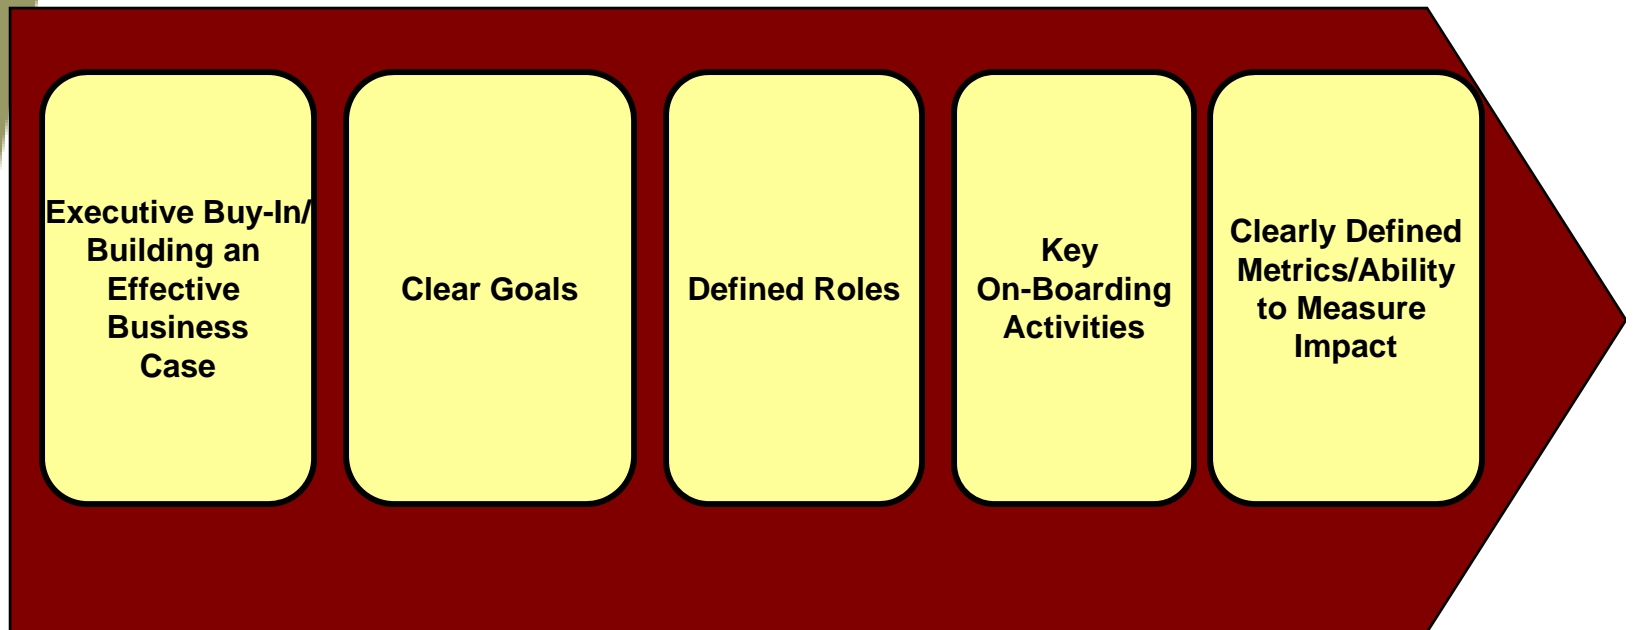 Executive Buy-In/
Building an
Effective
Business
Case
Clear Goals
Defined Roles
Key
On-Boarding
Activities
Clearly Defined
Metrics/Ability
to Measure
Impact